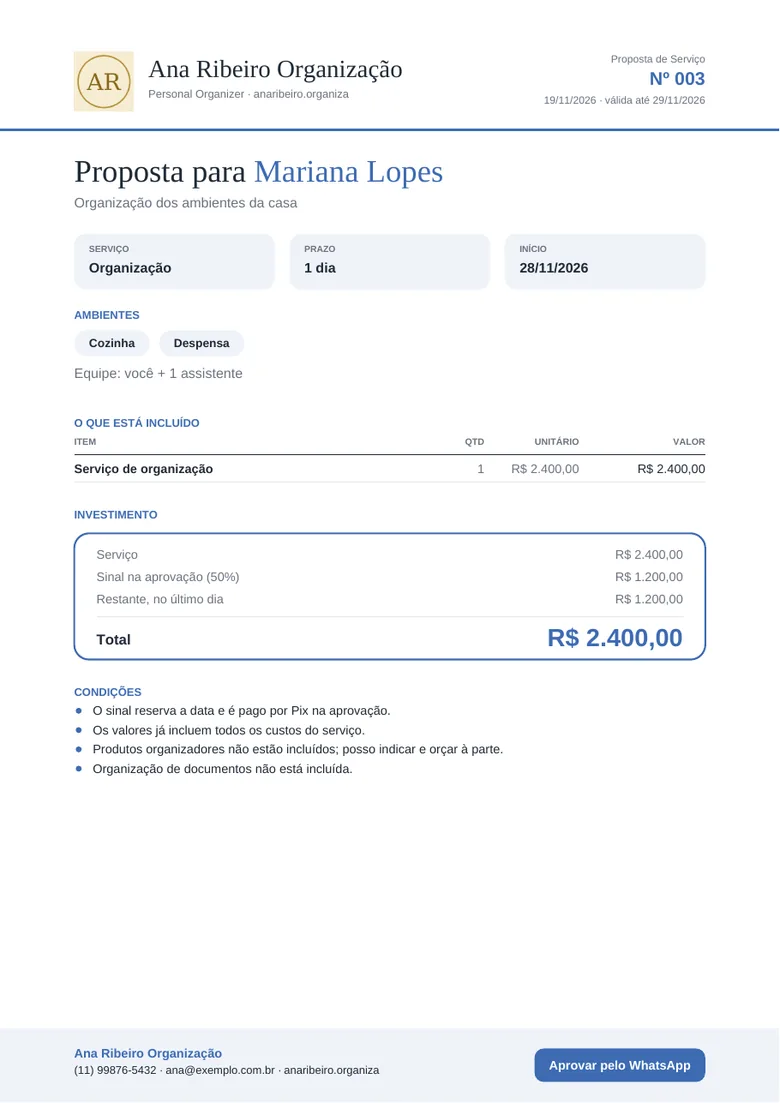 AR
Ana Ribeiro Organização
Personal Organizer · anaribeiro.organiza
Proposta de Serviço
Nº 003
19/11/2026 · válida até 29/11/2026
Proposta para Mariana Lopes
Organização dos ambientes da casa
SERVIÇO
Organização
PRAZO
1 dia
INÍCIO
28/11/2026
AMBIENTES
Cozinha Despensa
Equipe: você + 1 assistente
O QUE ESTÁ INCLUÍDO
ITEM QTD UNITÁRIO VALOR
Serviço de organização 1 R$ 2.400,00 R$ 2.400,00
INVESTIMENTO
Serviço R$ 2.400,00
Sinal na aprovação (50%) R$ 1.200,00
Restante, no último dia R$ 1.200,00
Total R$ 2.400,00
CONDIÇÕES
● O sinal reserva a data e é pago por Pix na aprovação.
● Os valores já incluem todos os custos do serviço.
● Produtos organizadores não estão incluídos; posso indicar e orçar à parte.
● Organização de documentos não está incluída.
Ana Ribeiro Organização
(11) 99876-5432 · ana@exemplo.com.br · anaribeiro.organiza
Aprovar pelo WhatsApp